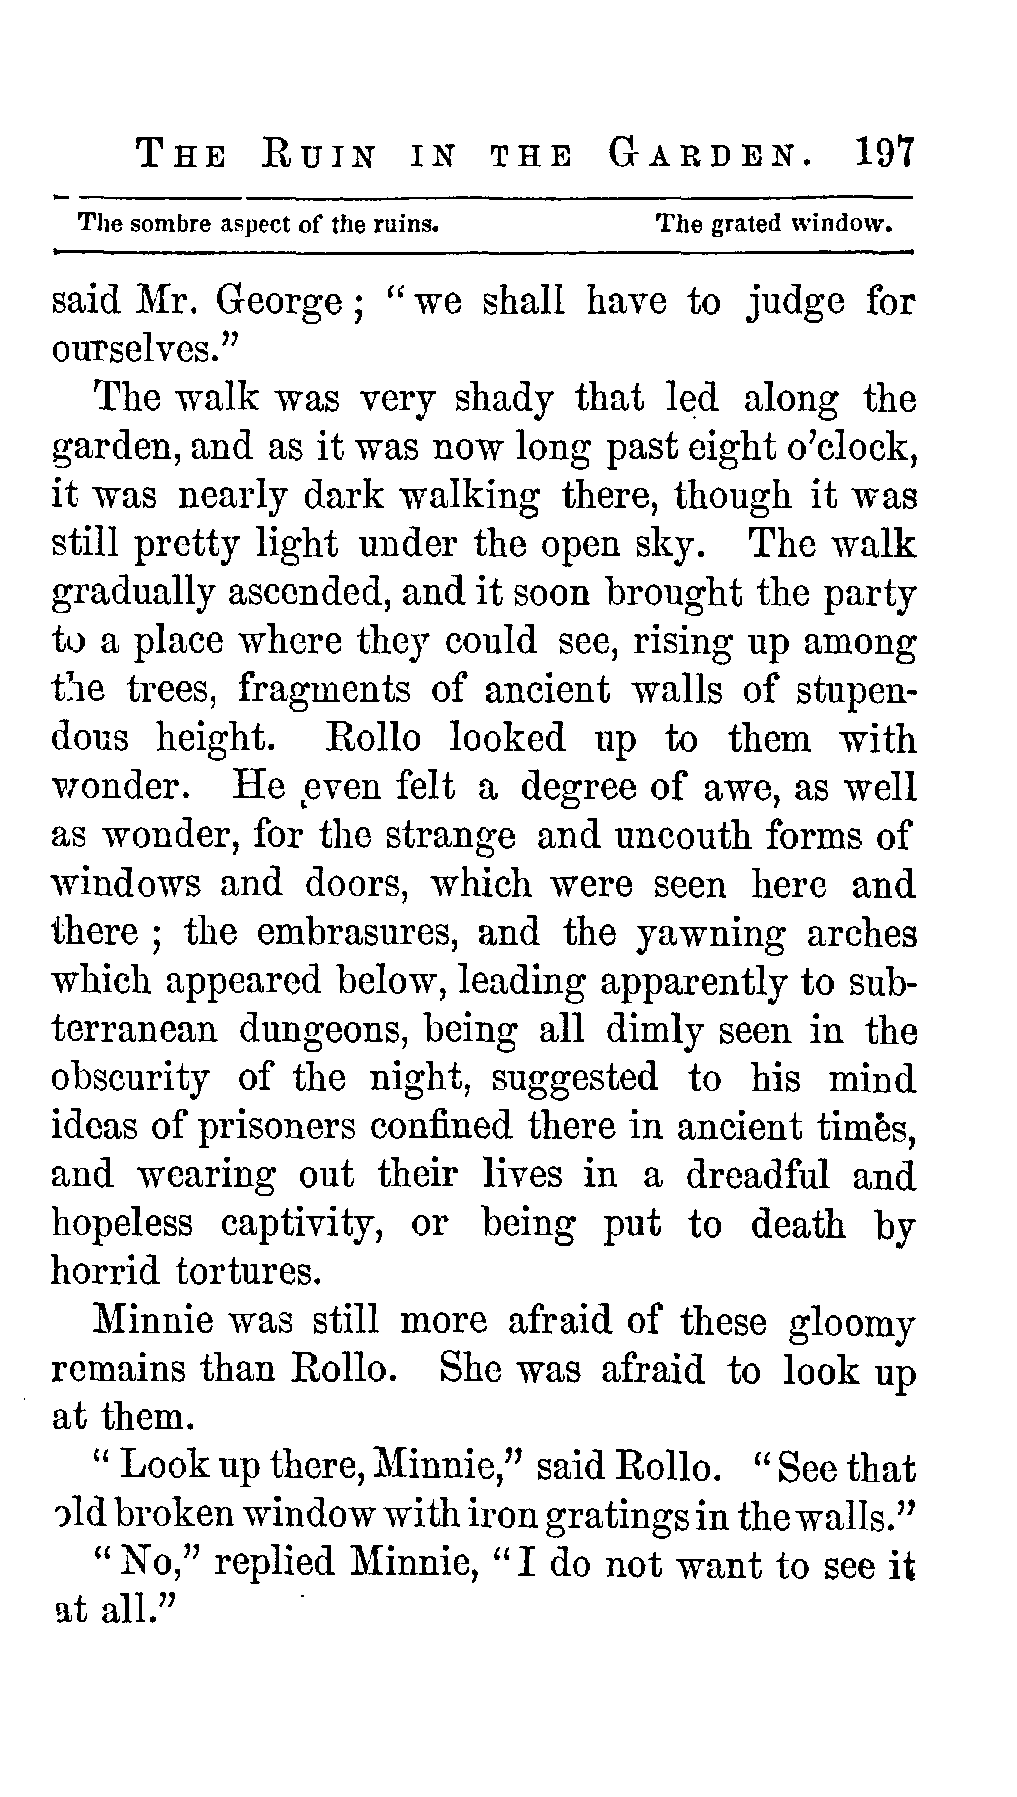 The Ruin in the Garden. 197
The sombre aspect of the ruins. The grated window.
said Mr. George; "we shall have to judge for
ourselves."
The walk was very shady that led along the
garden, and as it was now long past eight o'clock,
it was nearly dark walking there, though it was
still pretty light under the open sky. The walk
gradually ascended, and it soon brought the party
to a place where they could see, rising up among
the trees, fragments of ancient walls of stupen-
dous height. Rollo looked up to them with
wonder. He even felt a degree of awe, as well
as wonder, for the strange and uncouth forms of
windows and doors, which were seen here and
there; the embrasures, and the yawning arches
which appeared below, leading apparently to sub-
terranean dungeons, being all dimly seen in the
obscurity of the night, suggested to his mind
ideas of prisoners confined there in ancient times,
and wearing out their lives in a dreadful and
hopeless captivity, or being put to death by
horrid tortures.
Minnie was still more afraid of these gloomy
remains than Rollo. She was afraid to look up
at them.
"Look up there, Minnie," said Rollo. "See that
old broken window with iron gratings in the walls."
"No," replied Minnie, "I do not want to see it
at all."